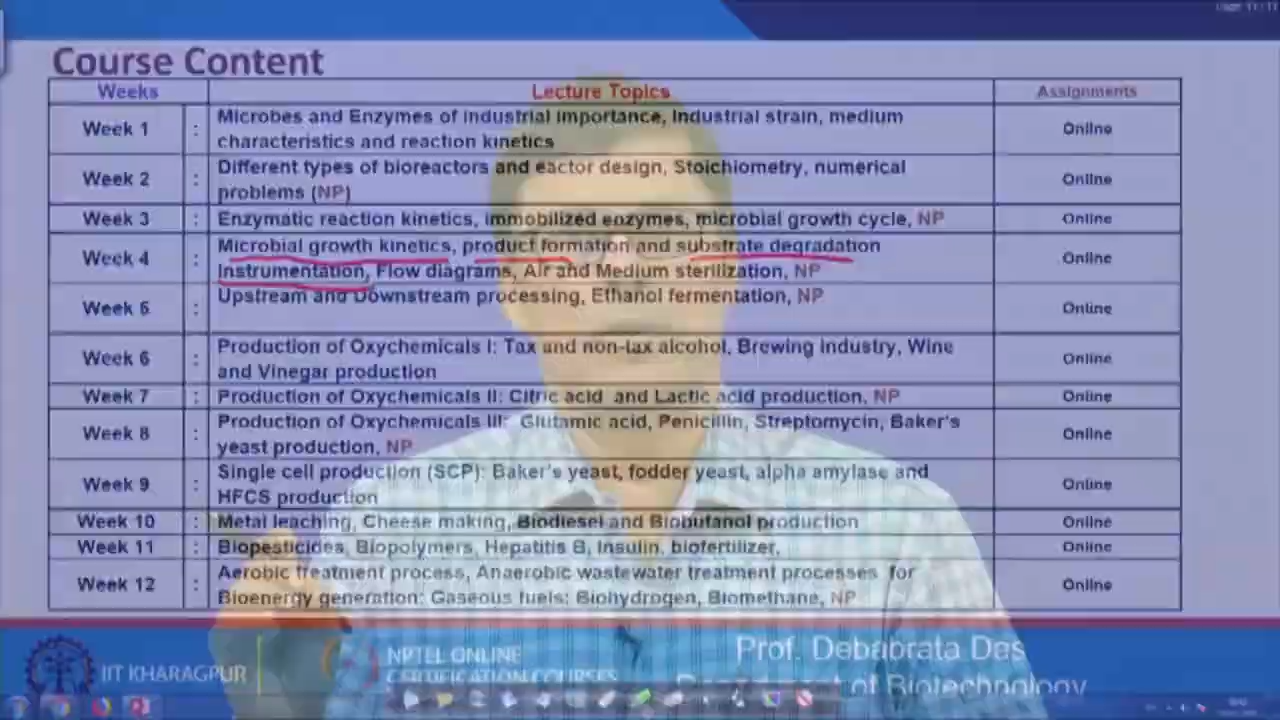 Course Content
Weeks Lecture Topics Assignments
Week 1 : Microbes and Enzymes of industrial importance, Industrial strain, medium
characteristics and reaction kinetics Online
Week 2 : Different types of bioreactors and eactor design, Stoichiometry, numerical
problems (NP) Online
Week 3 : Enzymatic reaction kinetics, immobilized enzymes, microbial growth cycle, NP Online
Week 4 : Microbial growth kinetics, product formation and substrate degradation
Instrumentation, Flow diagrams, Air and Medium sterilization, NP Online
Week 5 : Upstream and Downstream processing, Ethanol fermentation, NP Online
Week 6 : Production of Oxychemicals I: Tax and non-tax alcohol, Brewing industry, Wine
and Vinegar production Online
Week 7 : Production of Oxychemicals II: Citric acid and Lactic acid production, NP Online
Week 8 : Production of Oxychemicals III: Glutamic acid, Penicillin, Streptomycin, Baker's
yeast production, NP Online
Week 9 : Single cell production (SCP): Baker's yeast, fodder yeast, alpha amylase and
HFCS production Online
Week 10 : Metal leaching, Cheese making, Biodiesel and Biobutanol production Online
Week 11 : Biopesticides, Biopolymers, Hepatitis B, Insulin, biofertilizer, Online
Week 12 : Aerobic treatment process, Anaerobic wastewater treatment processes for
Bioenergy generation: Gaseous fuels: Biohydrogen, Biomethane, NP Online
IIT KHARAGPUR
NPTEL ONLINE
CERTIFICATION COURSES
Prof. Debabrata Das
Department of Biotechnology